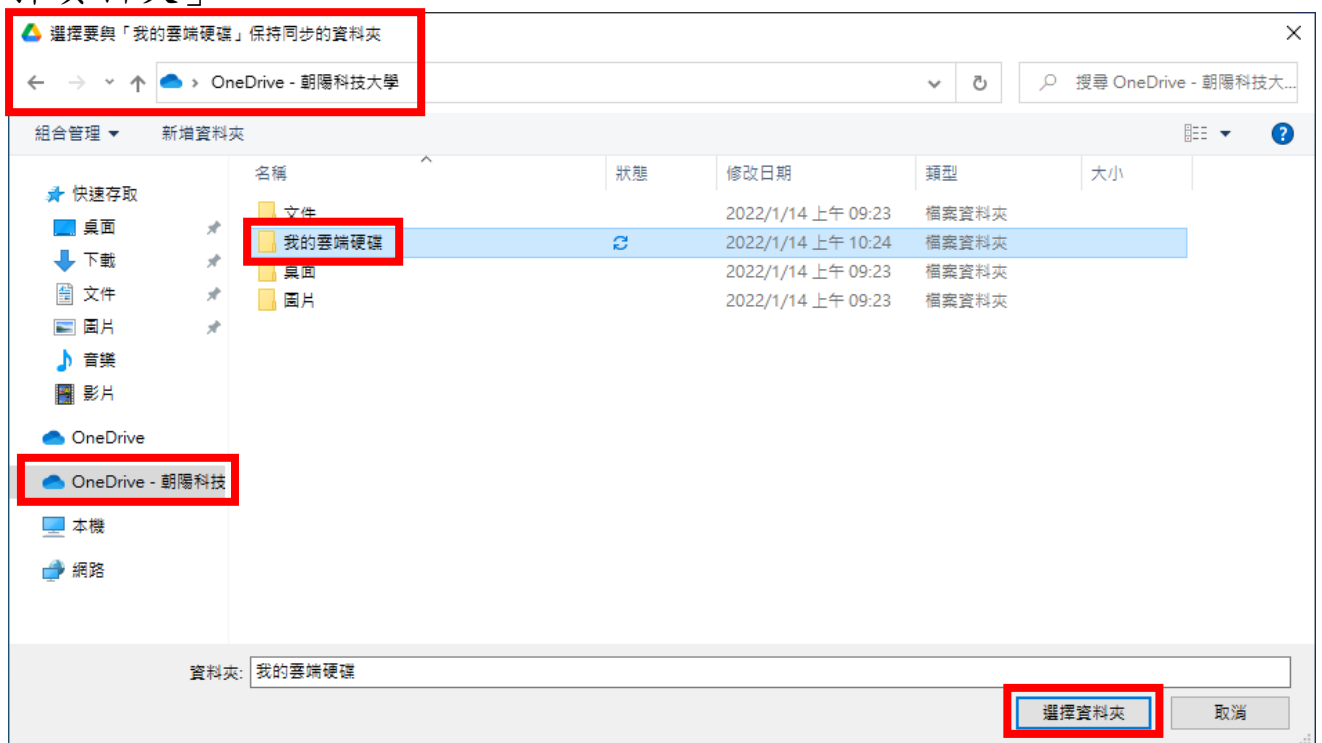 選擇要與「我的雲端硬碟」保持同步的資料夾
OneDrive - 朝陽科技大學
搜尋 OneDrive - 朝陽科技大...
組合管理
新增資料夾
名稱 狀態 修改日期 類型 大小
快速存取
桌面
下載
文件
圖片
音樂
影片
OneDrive
OneDrive - 朝陽科技
本機
網路
文件 2022/1/14 上午 09:23 檔案資料夾
我的雲端硬碟 2022/1/14 上午 10:24 檔案資料夾
桌面 2022/1/14 上午 09:23 檔案資料夾
圖片 2022/1/14 上午 09:23 檔案資料夾
資料夾: 我的雲端硬碟
選擇資料夾 取消